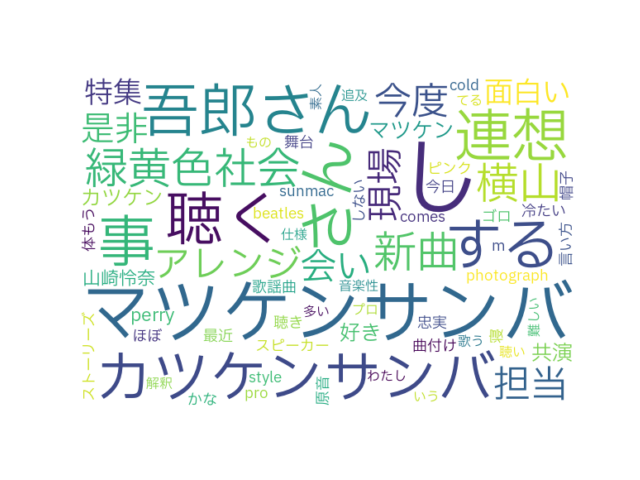 特集
吾郎さん
素人
追及
今度
cold
面白い
てる
是非
もの
舞台
マツケン
連想
緑黄色社会
さん
現場
し
ピンク
横山
帽子
カツケン
sunmac
しない
今日
冷たい
体もう
事
聴く
beatles
仕様
comes
ゴロ
言い方
アレンジ
会い
新曲
する
m
山崎怜奈
歌謡曲
音楽性
photograph
マツケンサンバ
perry
聴き
多い
プロ
忠実
難しい
ストーリーズ
ほぼ
最近
スピーカー
好き
曲付け
歌う
寝
聴い
共演
カツケンサンバ
解釈
style
原音
わたし
担当
かな
pro
いう